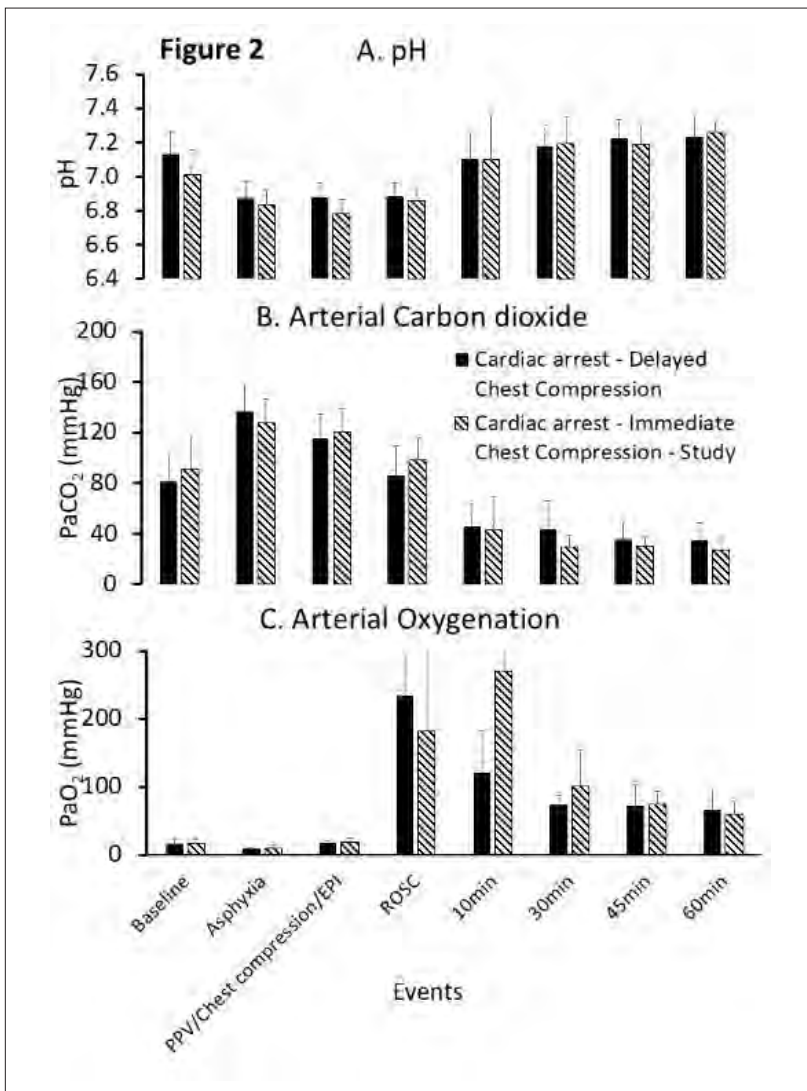 Figure 2
A. pH
7.6
7.4
7.2
7.0
6.8
6.6
6.4
pH
B. Arterial Carbon dioxide
200
160
120
80
40
0
PaCO2 (mmHg)
Cardiac arrest - Delayed
Chest Compression
Cardiac arrest - Immediate
Chest Compression - Study
C. Arterial Oxygenation
300
200
100
0
PaO2 (mmHg)
Baseline
Asphyxia
PPV/Chest compression/EPI
ROSC
10min
30min
45min
60min
Events